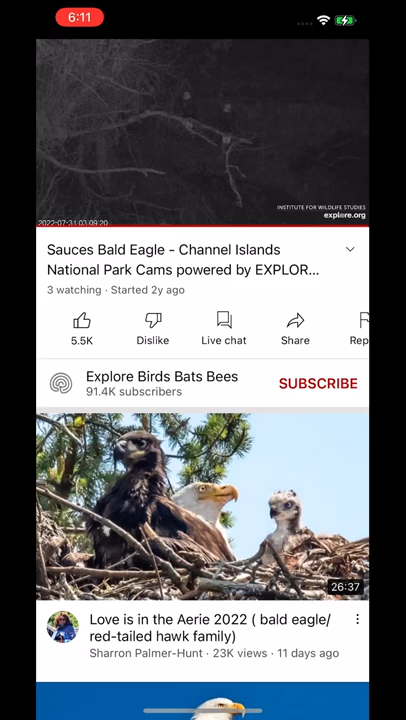 6:11
INSTITUTE FOR WILDLIFE STUDIES
explore.org
2022-07-31 03:09:20
Sauces Bald Eagle - Channel Islands
National Park Cams powered by EXPLOR...
3 watching · Started 2y ago
5.5K
Dislike
Live chat
Share
Rep
Explore Birds Bats Bees
91.4K subscribers
SUBSCRIBE
26:37
Love is in the Aerie 2022 ( bald eagle/
red-tailed hawk family)
Sharron Palmer-Hunt · 23K views · 11 days ago